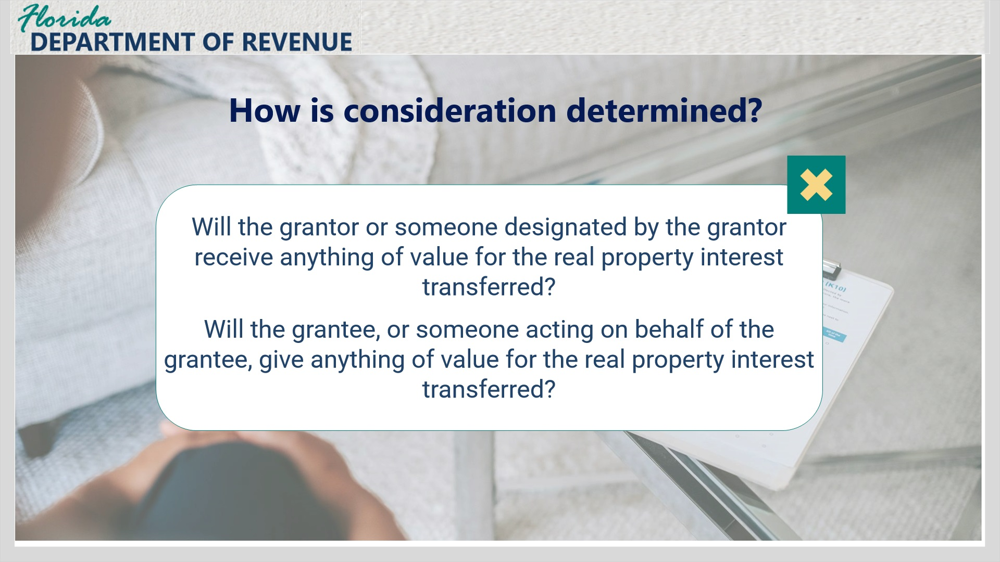 Florida
DEPARTMENT OF REVENUE
How is consideration determined?
Will the grantor or someone designated by the grantor
receive anything of value for the real property interest
transferred?
Will the grantee, or someone acting on behalf of the
grantee, give anything of value for the real property interest
transferred?
(K10)